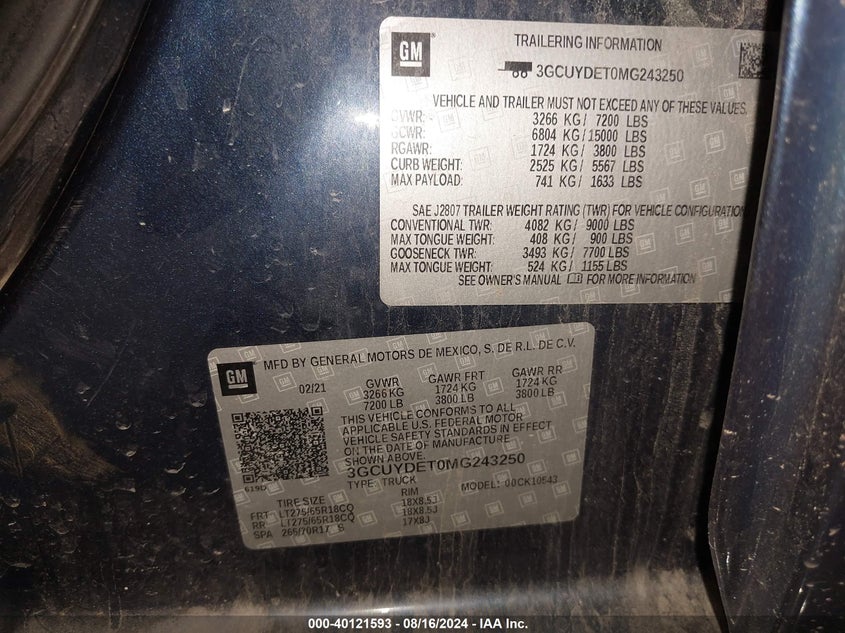 GM
TRAILERING INFORMATION
3GCUYDET0MG243250
VEHICLE AND TRAILER MUST NOT EXCEED ANY OF THESE VALUES.
GVWR: 3266 KG / 7200 LBS
GCWR: 6804 KG / 15000 LBS
RGAWR: 1724 KG / 3800 LBS
CURB WEIGHT: 2525 KG / 5567 LBS
MAX PAYLOAD: 741 KG / 1633 LBS
SAE J2807 TRAILER WEIGHT RATING (TWR) FOR VEHICLE CONFIGURATION
CONVENTIONAL TWR: 4082 KG / 9000 LBS
MAX TONGUE WEIGHT: 408 KG / 900 LBS
GOOSENECK TWR: 3493 KG / 7700 LBS
MAX TONGUE WEIGHT: 524 KG / 1155 LBS
SEE OWNER'S MANUAL FOR MORE INFORMATION
GM
MFD BY GENERAL MOTORS DE MEXICO, S. DE R.L. DE C.V.
02/21 GVWR GAWR FRT GAWR RR
3266 KG 1724 KG 1724 KG
7200 LB 3800 LB 3800 LB
THIS VEHICLE CONFORMS TO ALL
APPLICABLE U.S. FEDERAL MOTOR
VEHICLE SAFETY STANDARDS IN EFFECT
ON THE DATE OF MANUFACTURE
SHOWN ABOVE.
3GCUYDET0MG243250
619D TYPE: TRUCK MODEL: 00CK10543
TIRE SIZE RIM
FRT LT275/65R18CQ 18X8.5J
RR LT275/65R18CQ 18X8.5J
SPA 265/70R17 S 17X8J
000-40121593 - 08/16/2024 - IAA Inc.